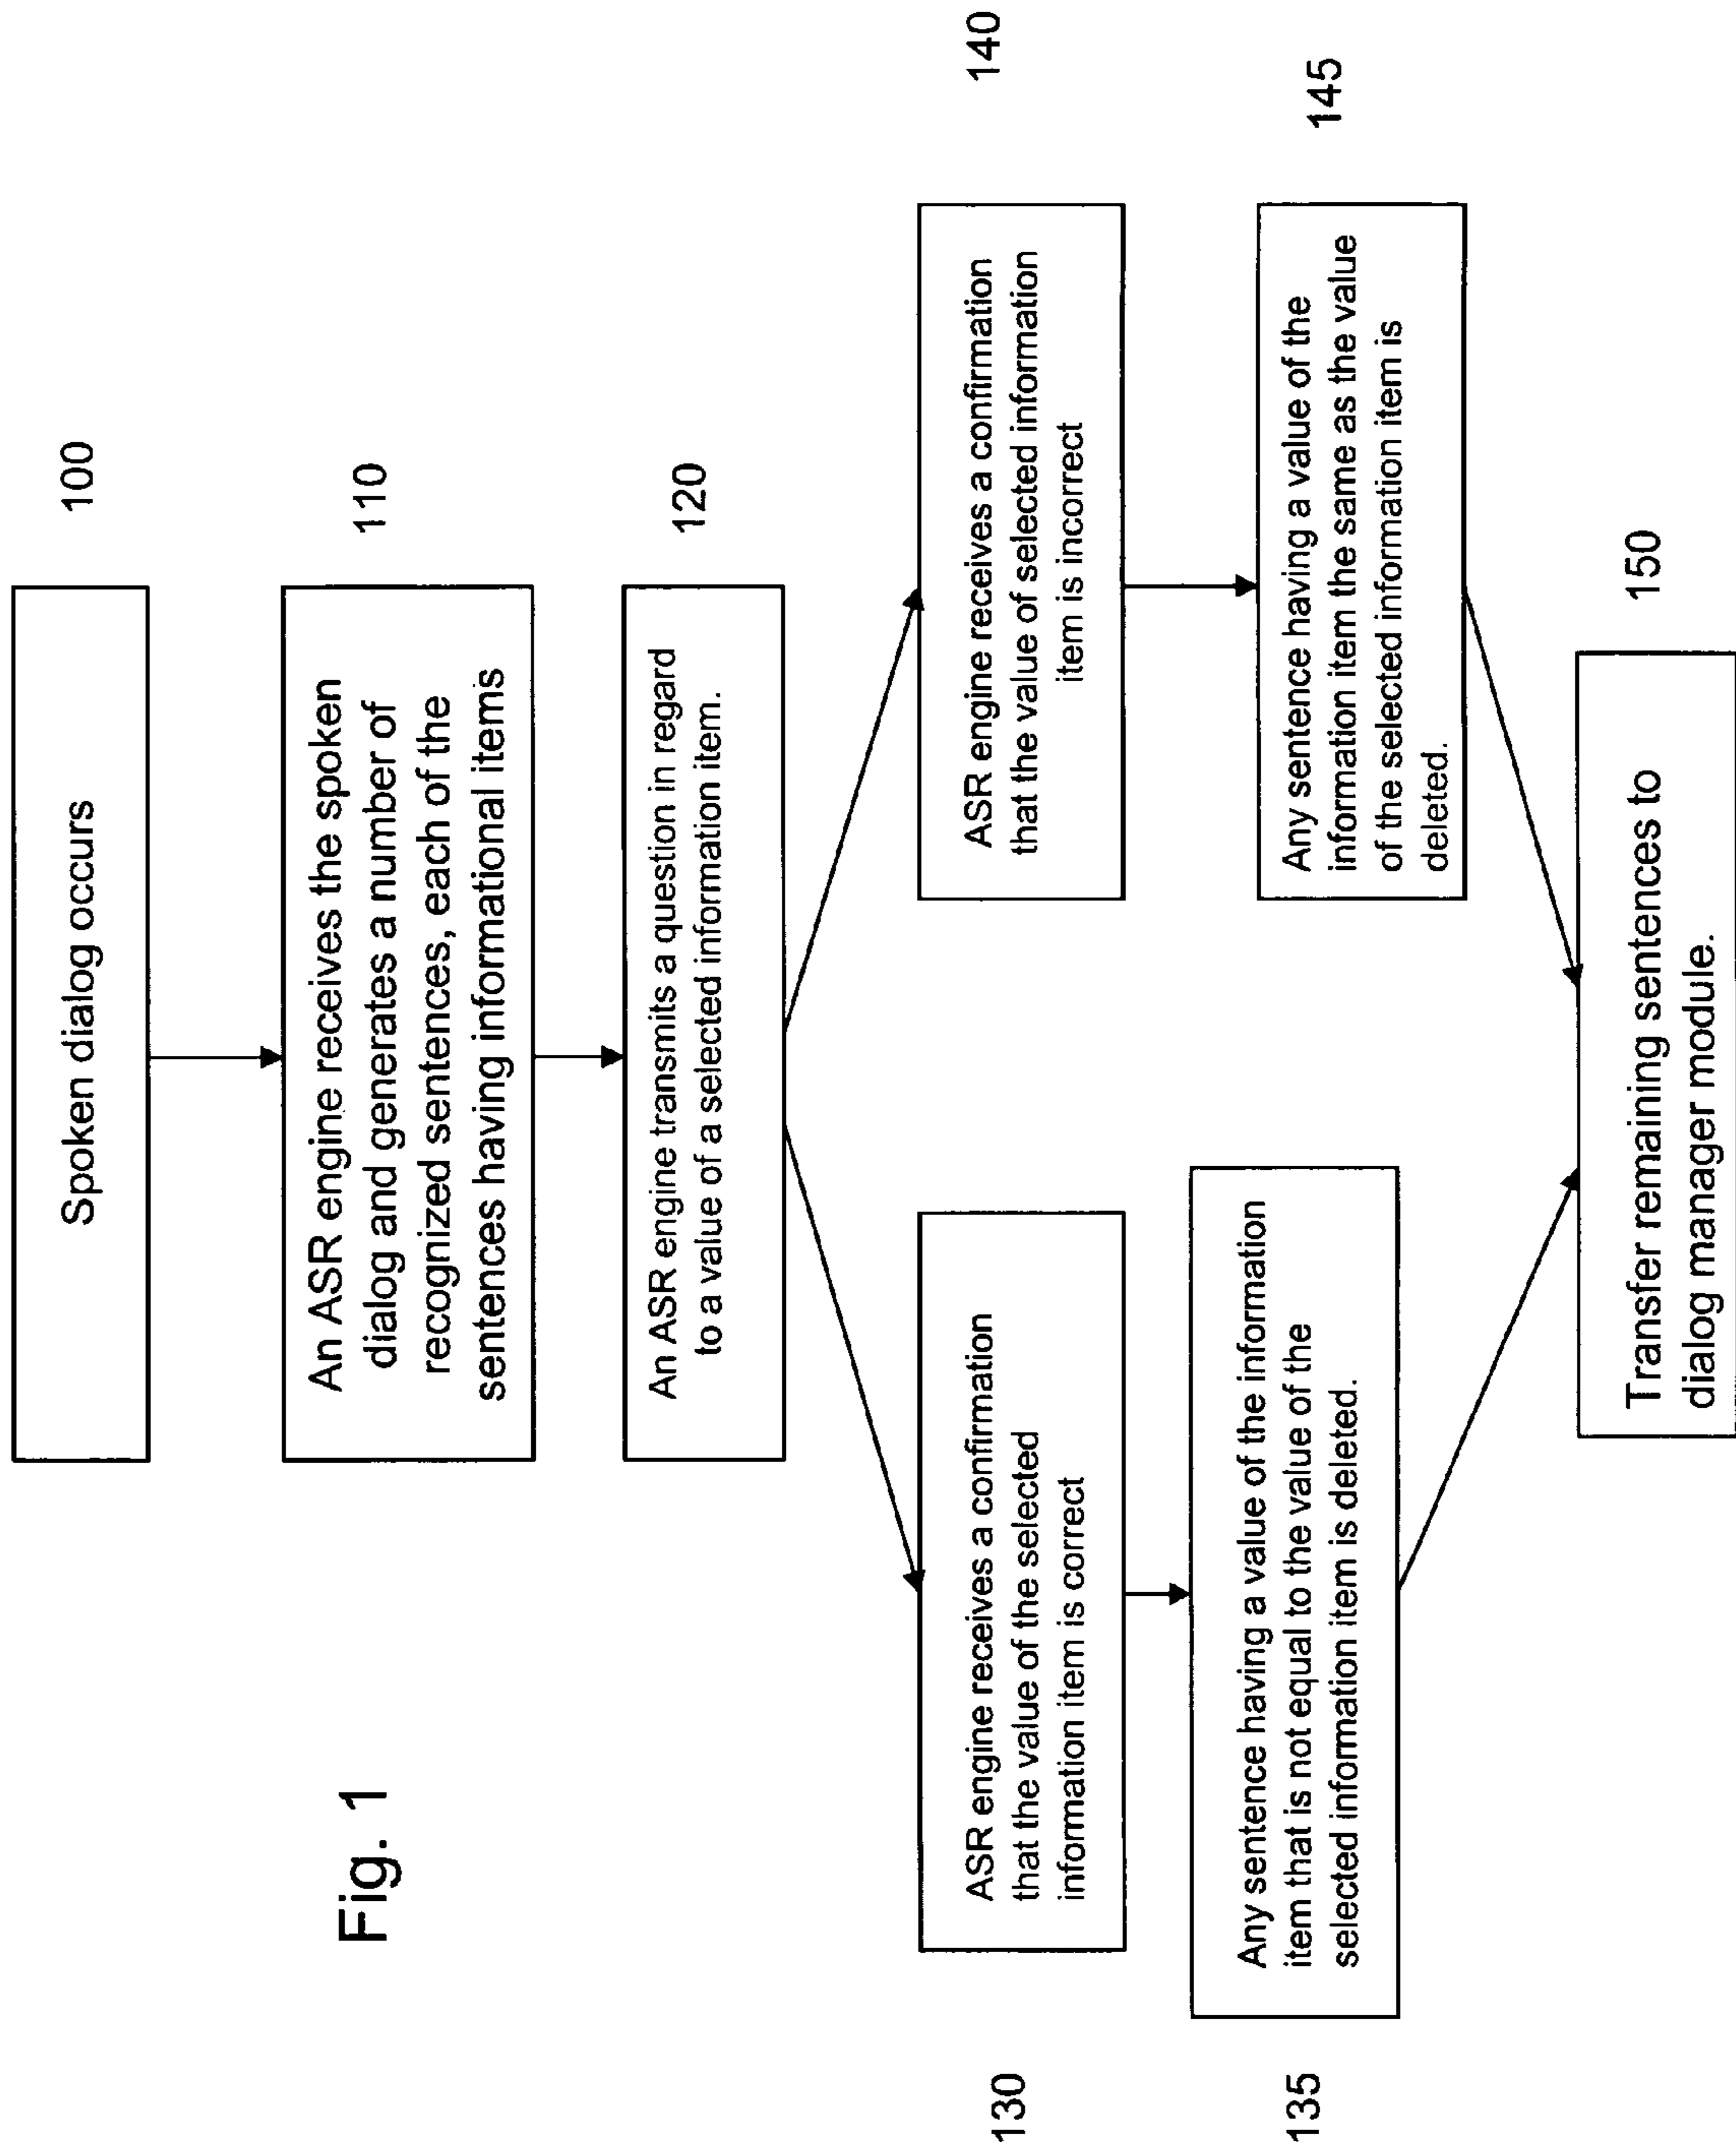 Fig. 1
Spoken dialog occurs
100
An ASR engine receives the spoken
dialog and generates a number of
recognized sentences, each of the
sentences having informational items
110
An ASR engine transmits a question in regard
to a value of a selected information item.
120
130
ASR engine receives a confirmation
that the value of the selected
information item is correct
ASR engine receives a confirmation
that the value of selected information
item is incorrect
140
135
Any sentence having a value of the information
item that is not equal to the value of the
selected information item is deleted.
Any sentence having a value of the
information item the same as the value
of the selected information item is
deleted.
145
Transfer remaining sentences to
dialog manager module.
150